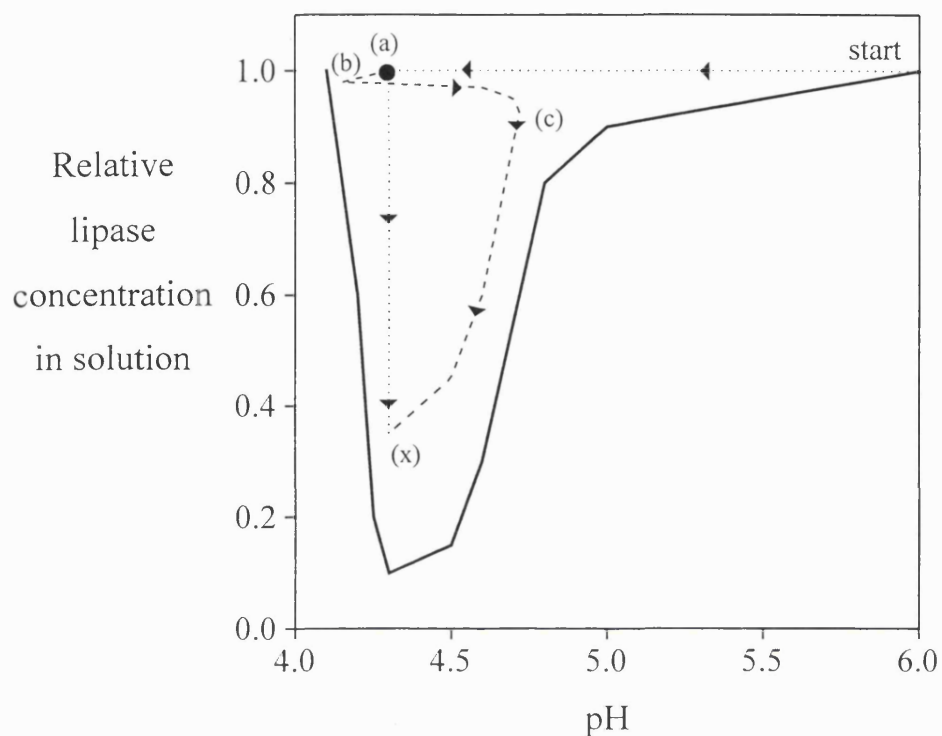 (a)
start
(b)
1.0
(c)
Relative
lipase
concentration
in solution
0.8
0.6
0.4
(x)
0.2
0.0
4.0 4.5 5.0 5.5 6.0
pH